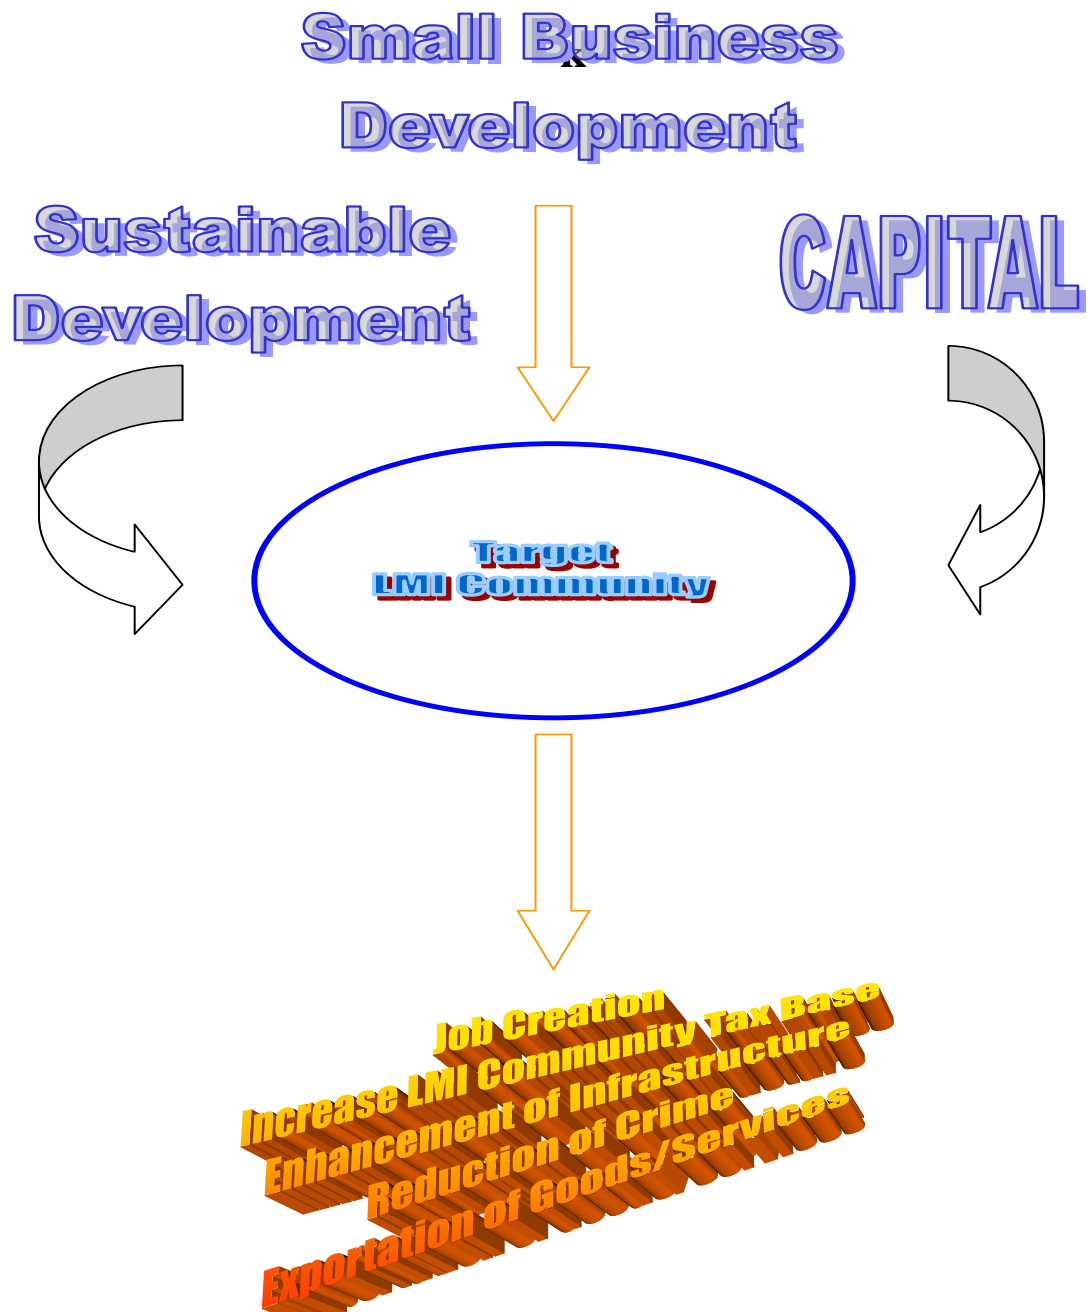 Small Business
Development
Sustainable
Development
CAPITAL
Target
LMI Community
Job Creation
Increase LMI Community Tax Base
Enhancement of Infrastructure
Reduction of Crime
Exportation of Goods/Services